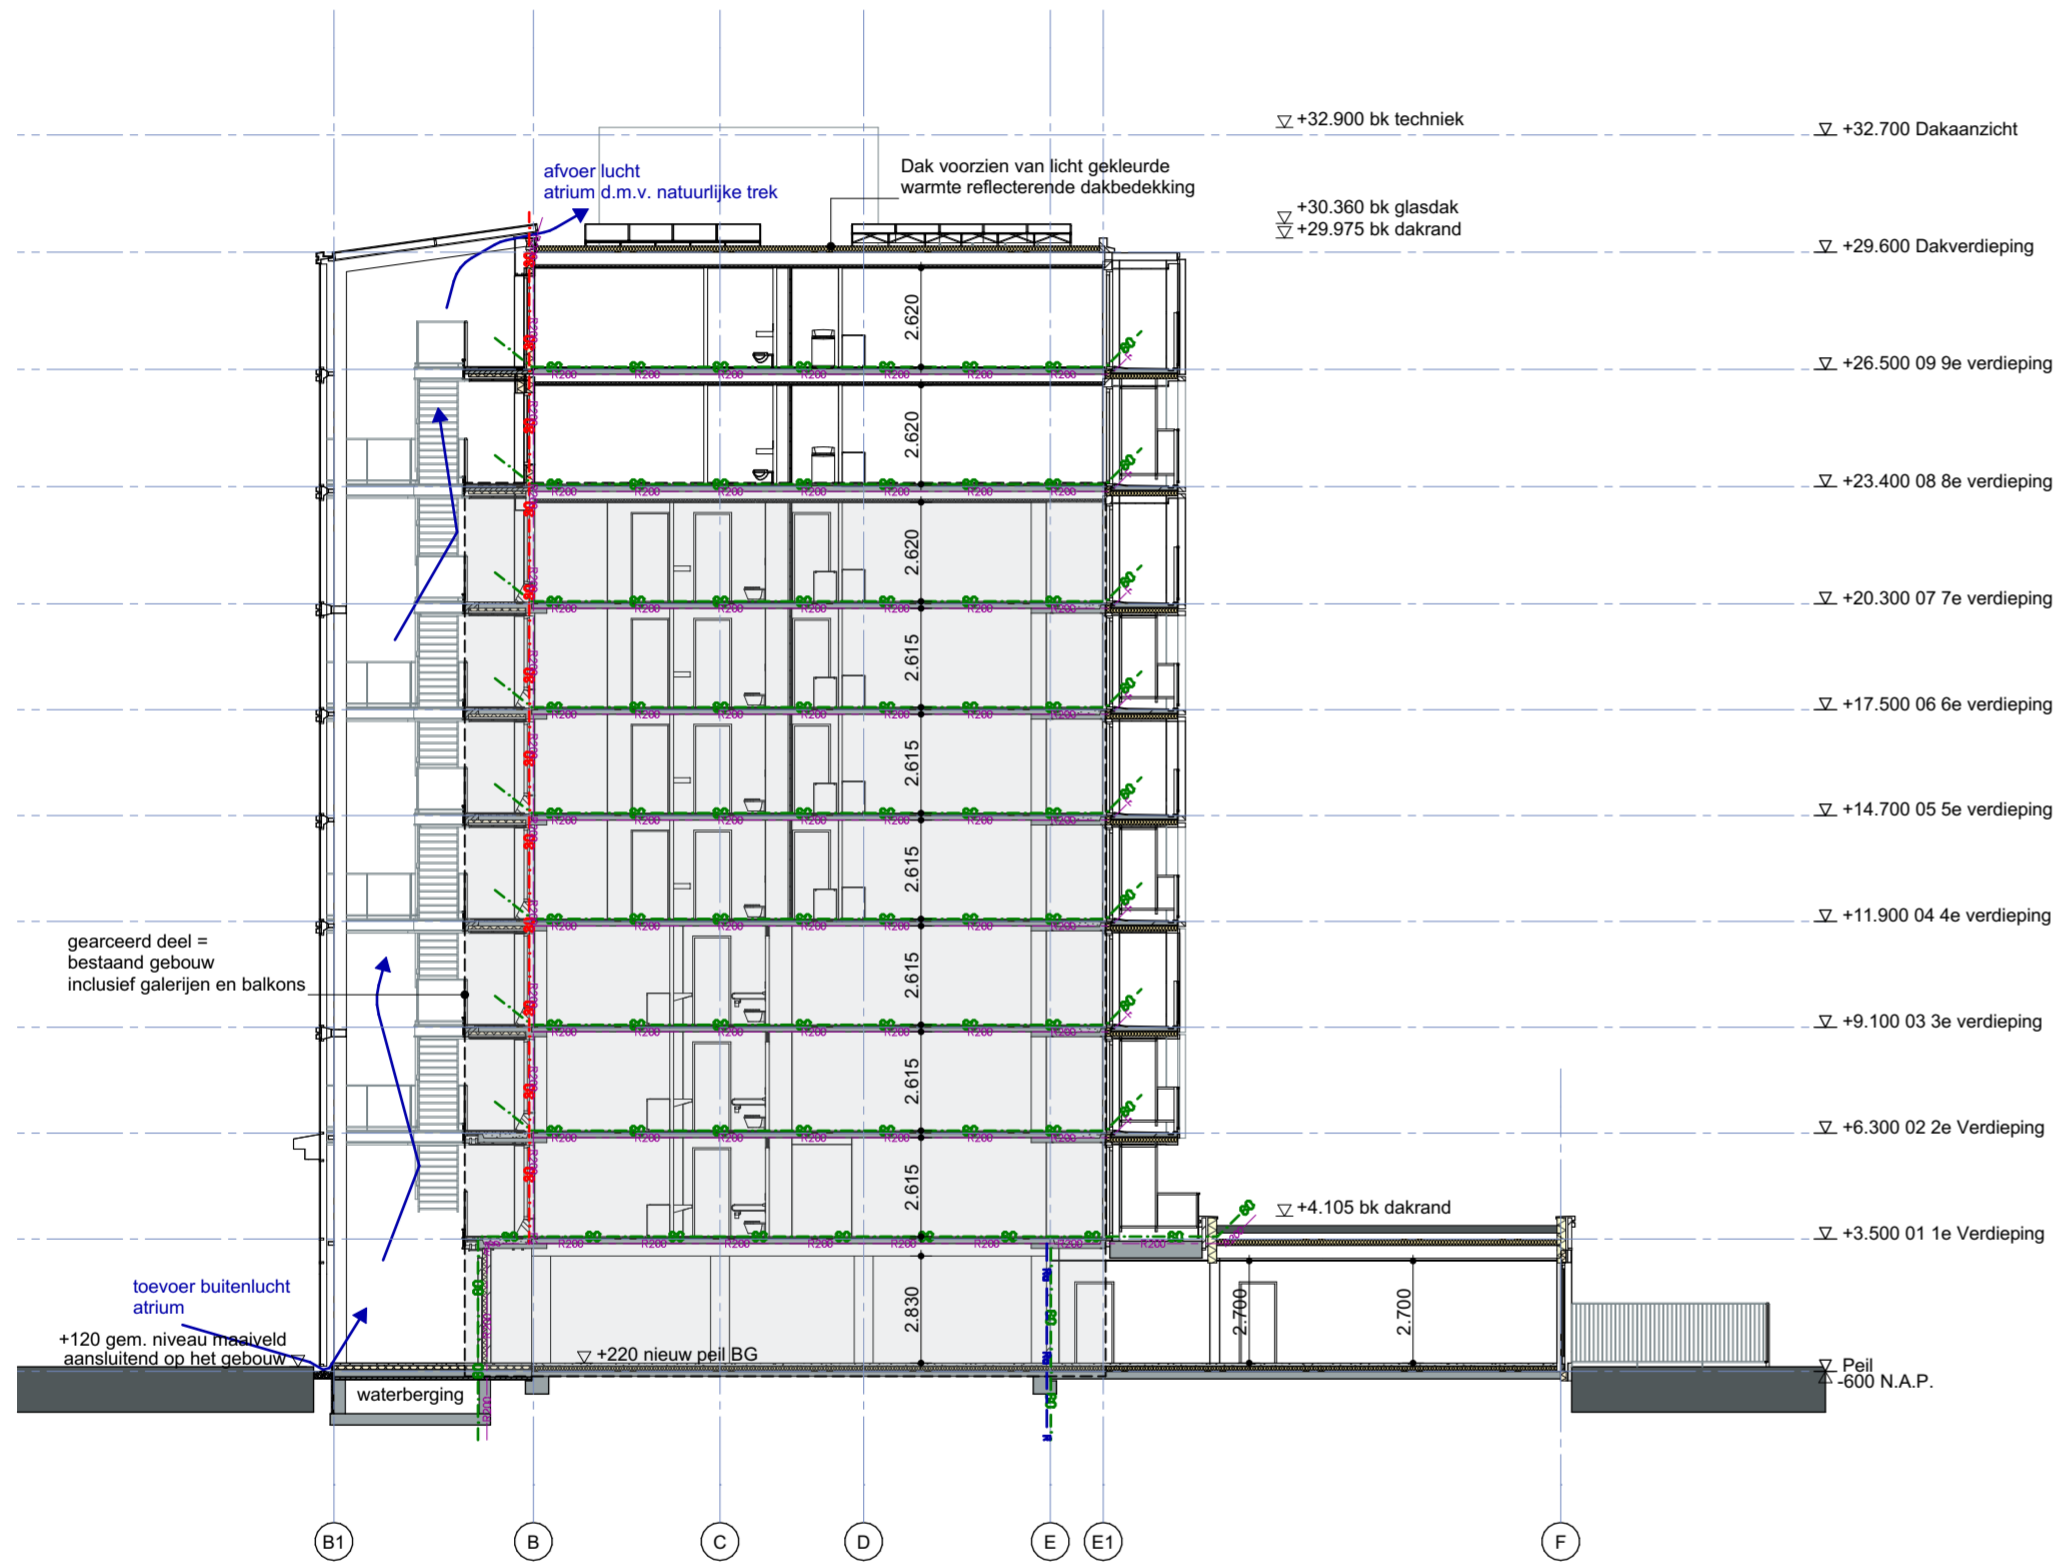 +32.900 bk techniek
+32.700 Dakaanzicht
afvoer lucht
atrium d.m.v. natuurlijke trek
Dak voorzien van licht gekleurde
warmte reflecterende dakbedekking
+30.360 bk glasdak
+29.975 bk dakrand
+29.600 Dakverdieping
2.620
+26.500 09 9e verdieping
2.620
+23.400 08 8e verdieping
2.620
+20.300 07 7e verdieping
2.615
+17.500 06 6e verdieping
2.615
+14.700 05 5e verdieping
2.615
+11.900 04 4e verdieping
gearceerd deel =
bestaand gebouw
inclusief galerijen en balkons
2.615
+9.100 03 3e verdieping
2.615
+6.300 02 2e Verdieping
2.615
+4.105 bk dakrand
+3.500 01 1e Verdieping
toevoer buitenlucht
atrium
2.830
2.700
2.700
+120 gem. niveau maaiveld
aansluitend op het gebouw
+220 nieuw peil BG
Peil
-600 N.A.P.
waterberging
B1
B
C
D
E
E1
F